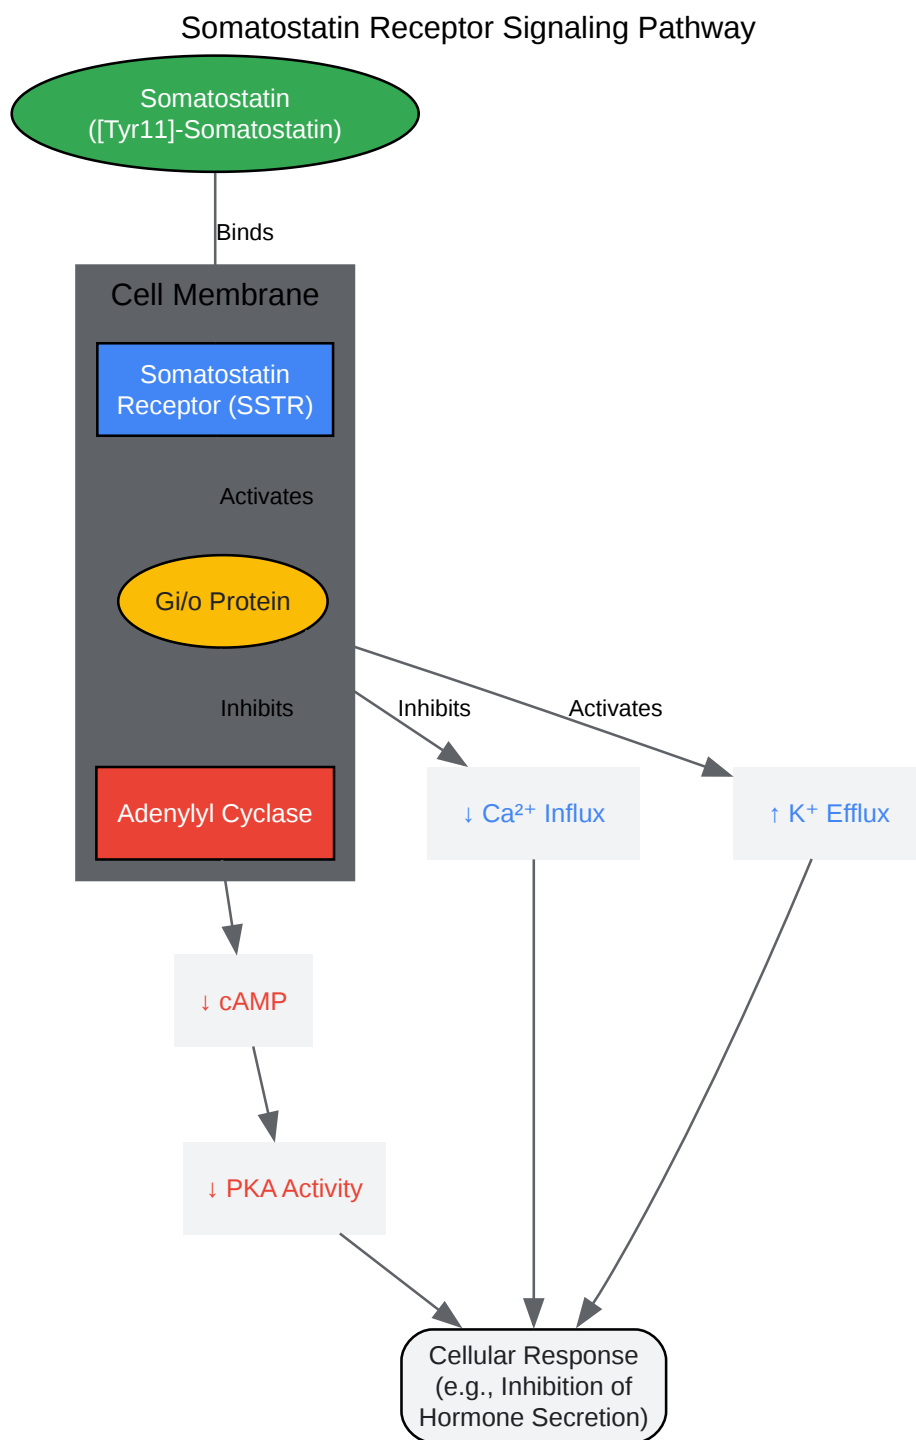 Somatostatin Receptor Signaling Pathway
Somatostatin
([Tyr11]-Somatostatin)
Binds
Cell Membrane
Somatostatin
Receptor (SSTR)
Activates
Gi/o Protein
Inhibits
Inhibits
Activates
Adenylyl Cyclase
↓ Ca²⁺ Influx
↑ K⁺ Efflux
↓ cAMP
↓ PKA Activity
Cellular Response
(e.g., Inhibition of
Hormone Secretion)